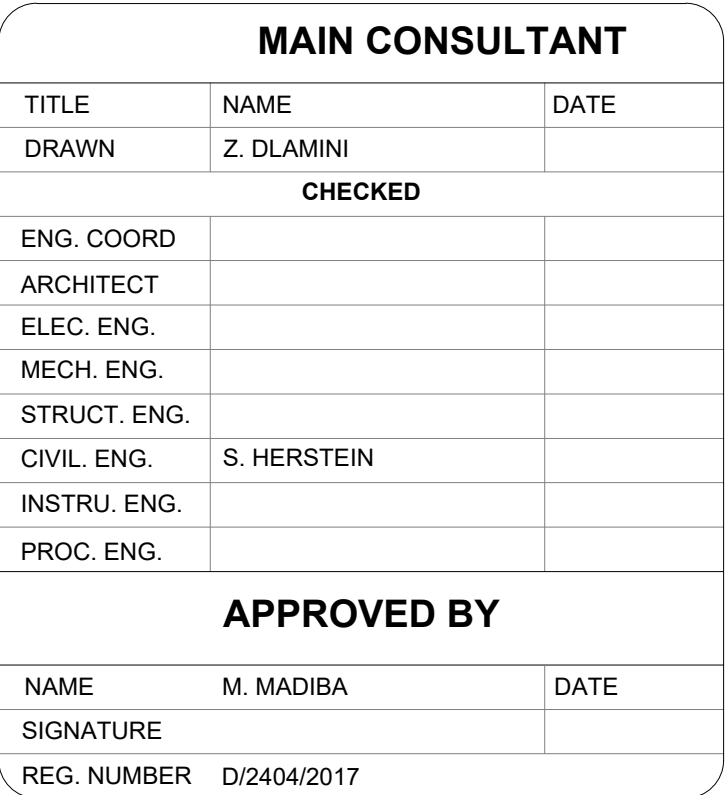 MAIN CONSULTANT
TITLE NAME DATE
DRAWN Z. DLAMINI
CHECKED
ENG. COORD
ARCHITECT
ELEC. ENG.
MECH. ENG.
STRUCT. ENG.
CIVIL. ENG. S. HERSTEIN
INSTRU. ENG.
PROC. ENG.
APPROVED BY
NAME M. MADIBA DATE
SIGNATURE
REG. NUMBER D/2404/2017